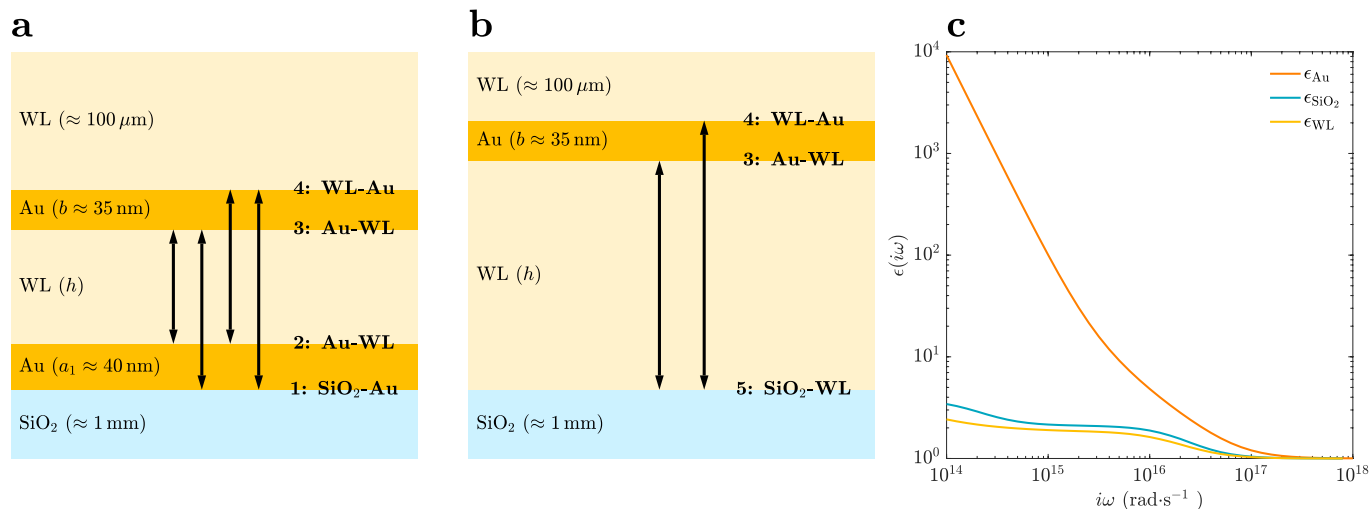 a
WL (≈ 100 μm)
4: WL-Au
Au (b ≈ 35 nm)
3: Au-WL
WL (h)
2: Au-WL
Au (a₁ ≈ 40 nm)
1: SiO₂-Au
SiO₂ (≈ 1 mm)
b
WL (≈ 100 μm)
4: WL-Au
Au (b ≈ 35 nm)
3: Au-WL
WL (h)
5: SiO₂-WL
SiO₂ (≈ 1 mm)
c
10⁴
10³
10²
10¹
10⁰
ϵ(iω)
ϵ_Au
ϵ_SiO₂
ϵ_WL
10¹⁴ 10¹⁵ 10¹⁶ 10¹⁷ 10¹⁸
iω (rad·s⁻¹ )